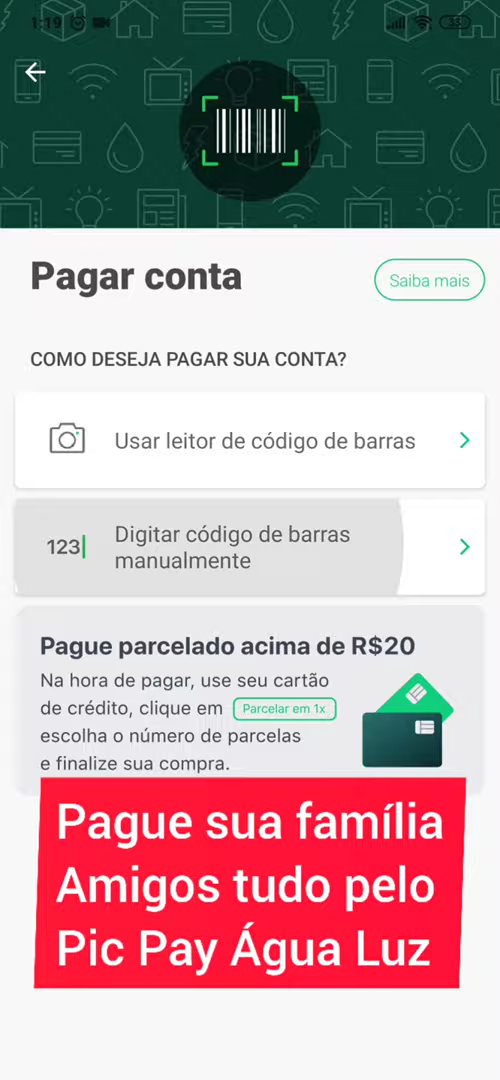 1:19
33
Pagar conta
Saiba mais
COMO DESEJA PAGAR SUA CONTA?
Usar leitor de código de barras
123
Digitar código de barras
manualmente
Pague parcelado acima de R$20
Na hora de pagar, use seu cartão
de crédito, clique em Parcelar em 1x
escolha o número de parcelas
e finalize sua compra.
Pague sua família
Amigos tudo pelo
Pic Pay Água Luz